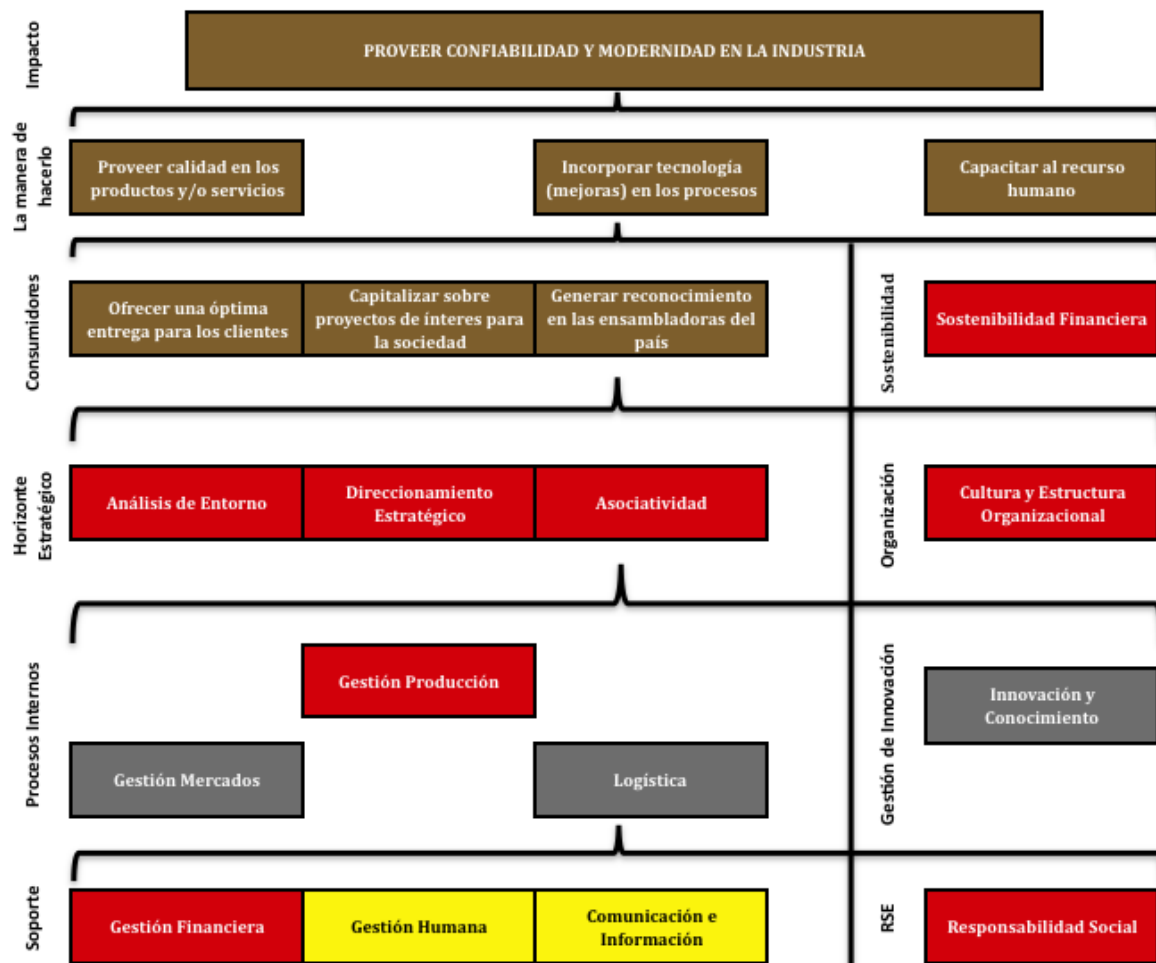 Impacto
PROVEER CONFIABILIDAD Y MODERNIDAD EN LA INDUSTRIA
La manera de
hacerlo
Proveer calidad en los
productos y/o servicios
Incorporar tecnología
(mejoras) en los procesos
Capacitar al recurso
humano
Consumidores
Ofrecer una óptima
entrega para los clientes
Capitalizar sobre
proyectos de ínteres para
la sociedad
Generar reconocimiento
en las ensambladoras del
país
Sostenibilidad
Sostenibilidad Financiera
Horizonte
Estratégico
Análisis de Entorno
Direccionamiento
Estratégico
Asociatividad
Organización
Cultura y Estructura
Organizacional
Procesos Internos
Gestión Producción
Gestión Mercados
Logística
Gestión de Innovación
Innovación y
Conocimiento
Soporte
Gestión Financiera
Gestión Humana
Comunicación e
Información
RSE
Responsabilidad Social